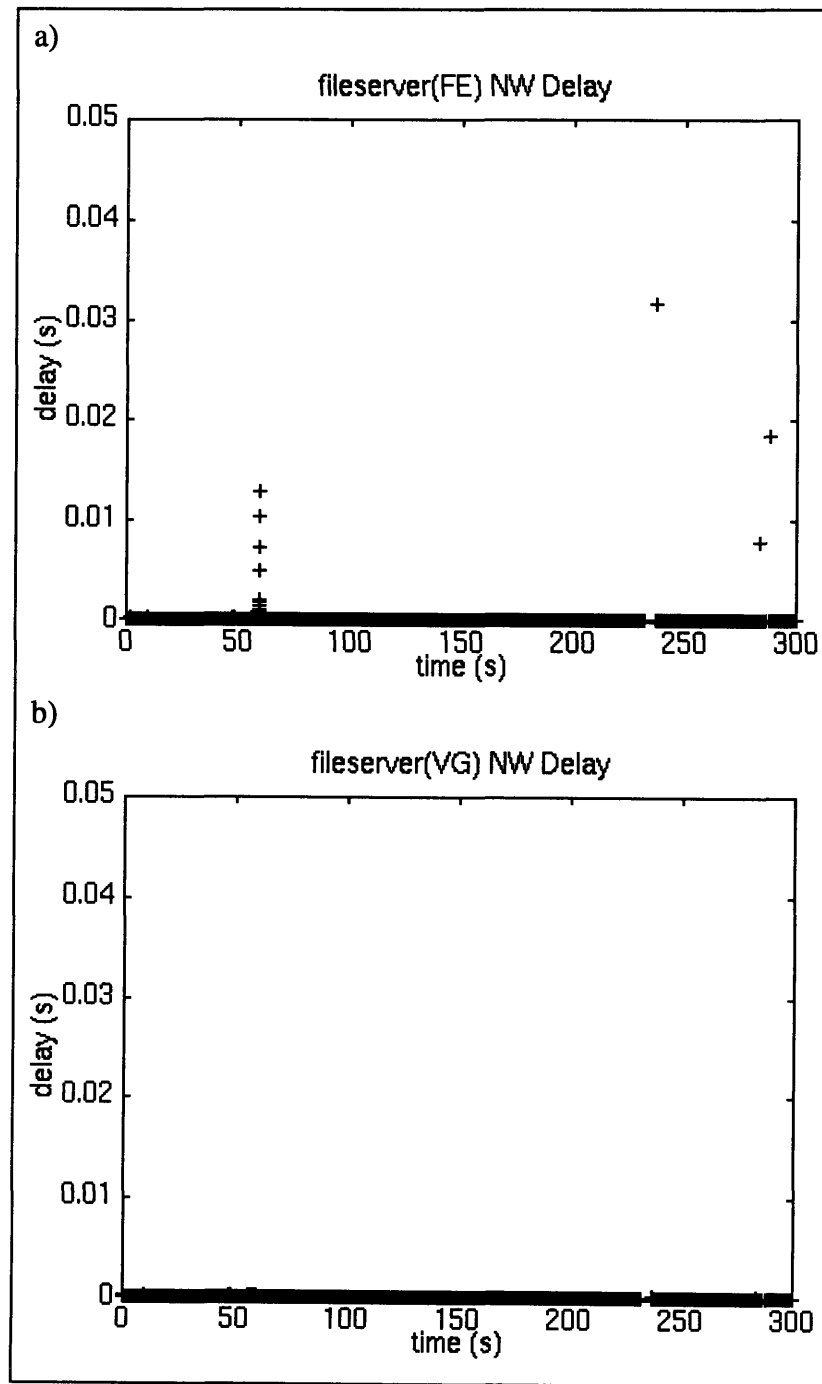 a)
fileserver(FE) NW Delay
0.05
0.04
0.03
0.02
0.01
0
delay (s)
0 50 100 150 200 250 300
time (s)
b)
fileserver(VG) NW Delay
0.05
0.04
0.03
0.02
0.01
0
delay (s)
0 50 100 150 200 250 300
time (s)